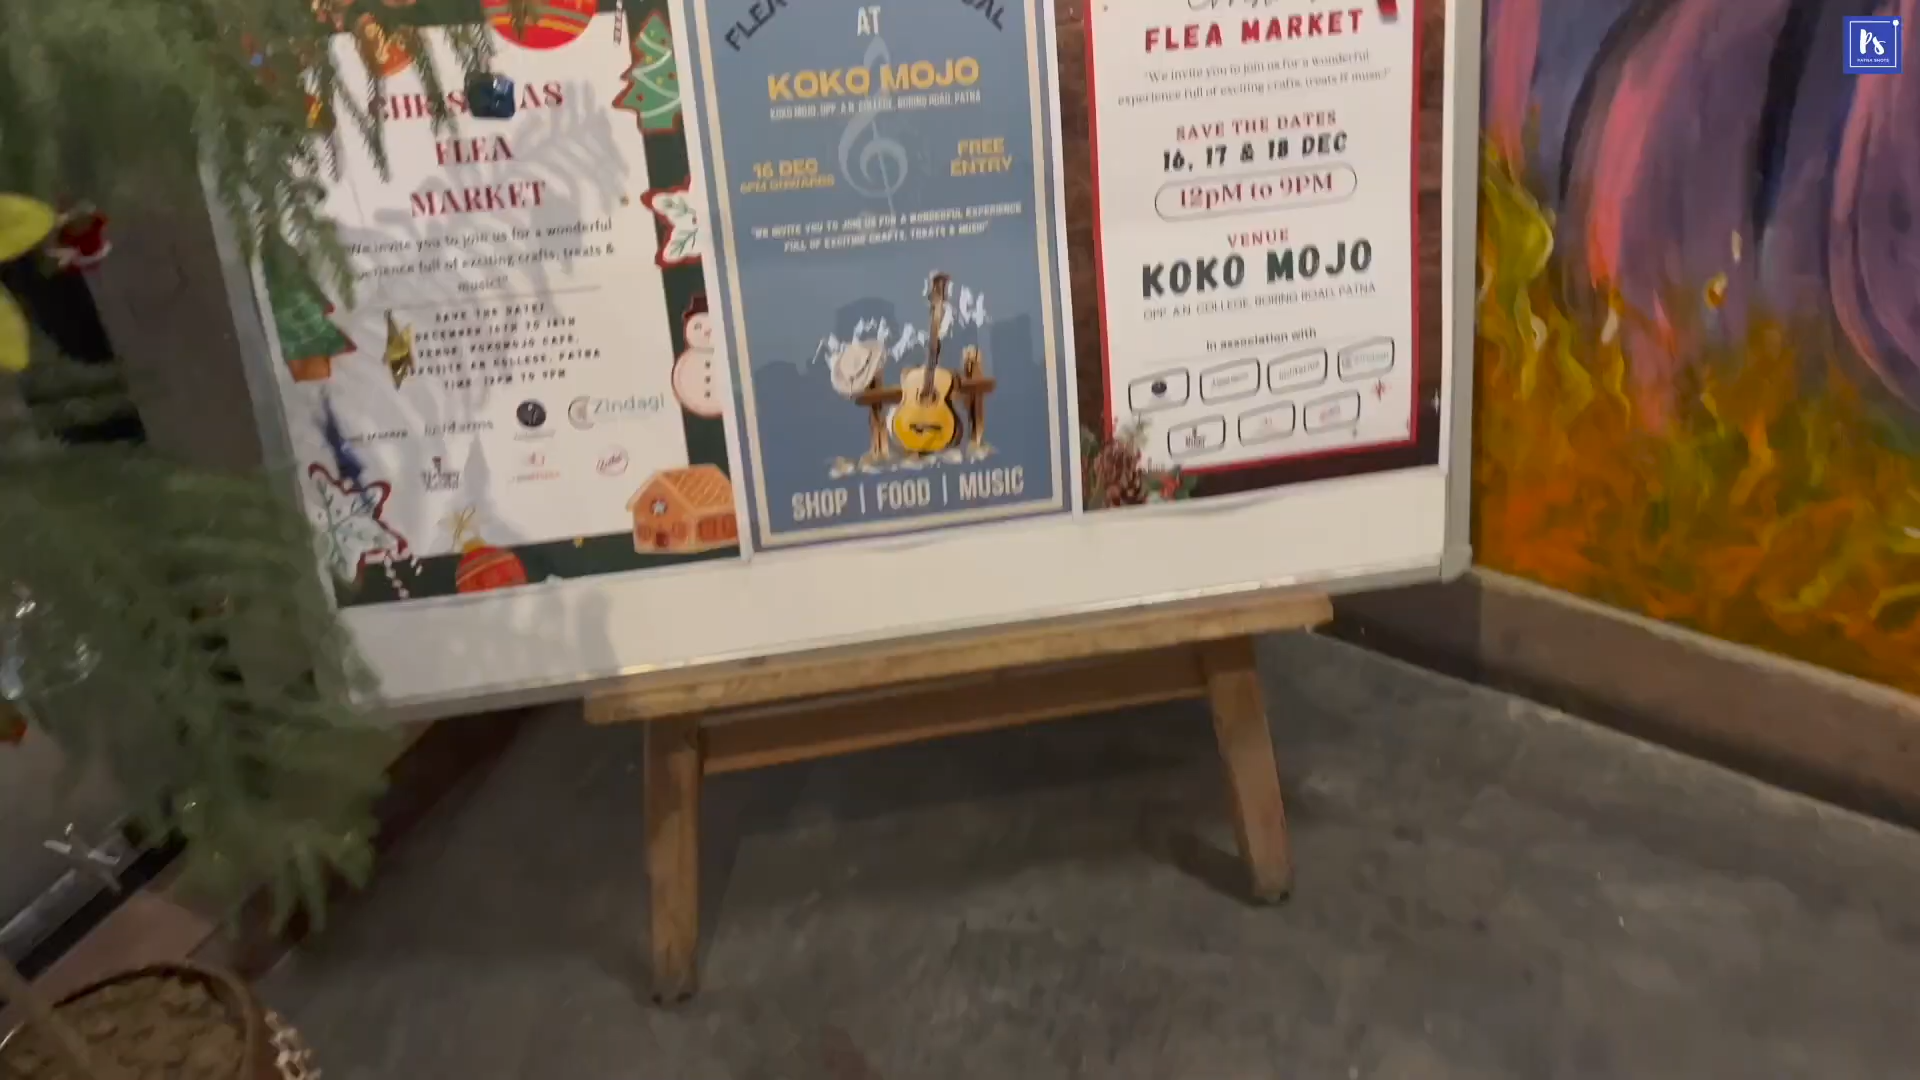 CHRISTMAS
FLEA
MARKET
"We invite you to join us for a wonderful
experience full of exciting crafts, treats &
music!"
SAVE THE DATE!
DECEMBER 16TH TO 18TH
VENUE: KOKOMOJO CAFE,
OPPOSITE AN COLLEGE, PATNA
TIME: 12PM TO 9PM
Zindagi
FLEA
AT
KOKO MOJO
KOKO MOJO, OPP. A.N. COLLEGE, BORING ROAD, PATNA
16 DEC
6PM ONWARDS
FREE
ENTRY
"WE INVITE YOU TO JOIN US FOR A WONDERFUL EXPERIENCE
FULL OF EXCITING CRAFTS, TREATS & MUSIC"
SHOP | FOOD | MUSIC
FLEA MARKET
"We invite you to join us for a wonderful
experience full of exciting crafts, treats & music!"
SAVE THE DATES
16, 17 & 18 DEC
12pM to 9PM
VENUE
KOKO MOJO
OPP A.N. COLLEGE, BORING ROAD, PATNA
In association with
Ps
PATNA SHOTS